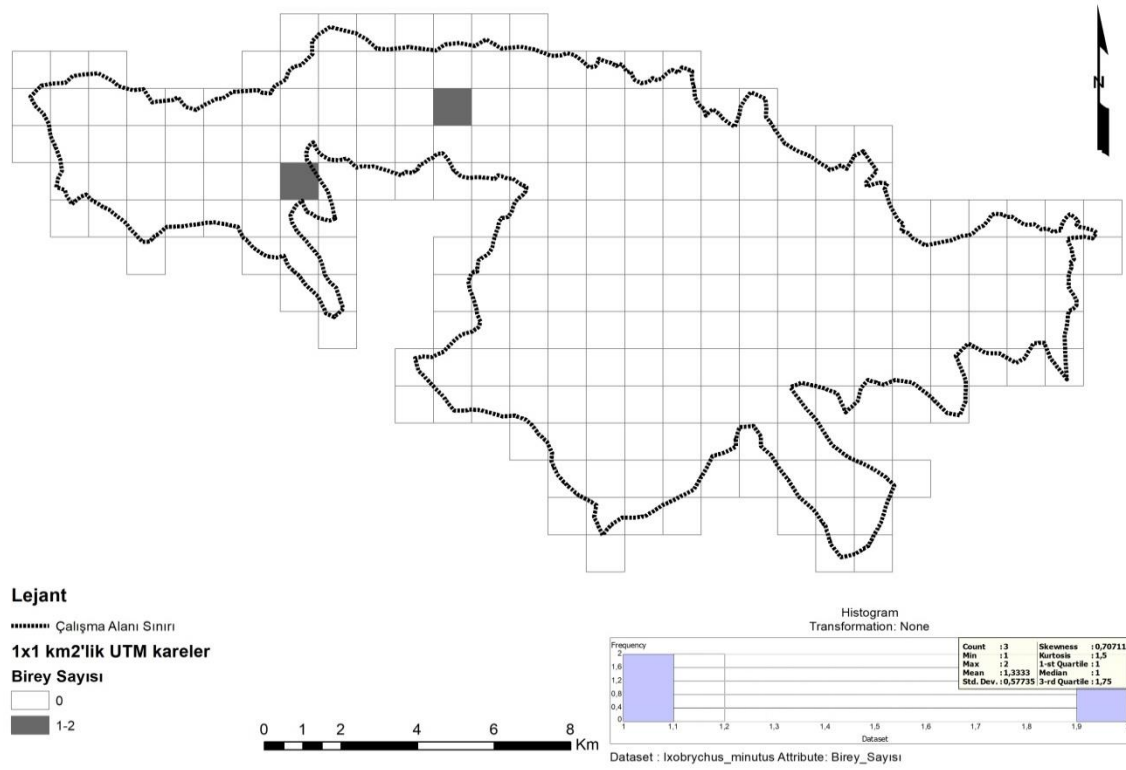 N
Lejant
Çalışma Alanı Sınırı
1x1 km2'lik UTM kareler
Birey Sayısı
0
1-2
0 1 2 4 6 8
Km
Histogram
Transformation: None
Frequency
2
1,6
1,2
0,8
0,4
0
1 1,1 1,2 1,3 1,4 1,5 1,6 1,7 1,8 1,9
Dataset
Count : 3 Skewness : 0,70711
Min : 1 Kurtosis : 1,5
Max : 2 1-st Quartile : 1
Mean : 1,3333 Median : 1
Std. Dev. : 0,57735 3-rd Quartile : 1,75
Dataset : Ixobrychus_minutus Attribute: Birey_Sayısı